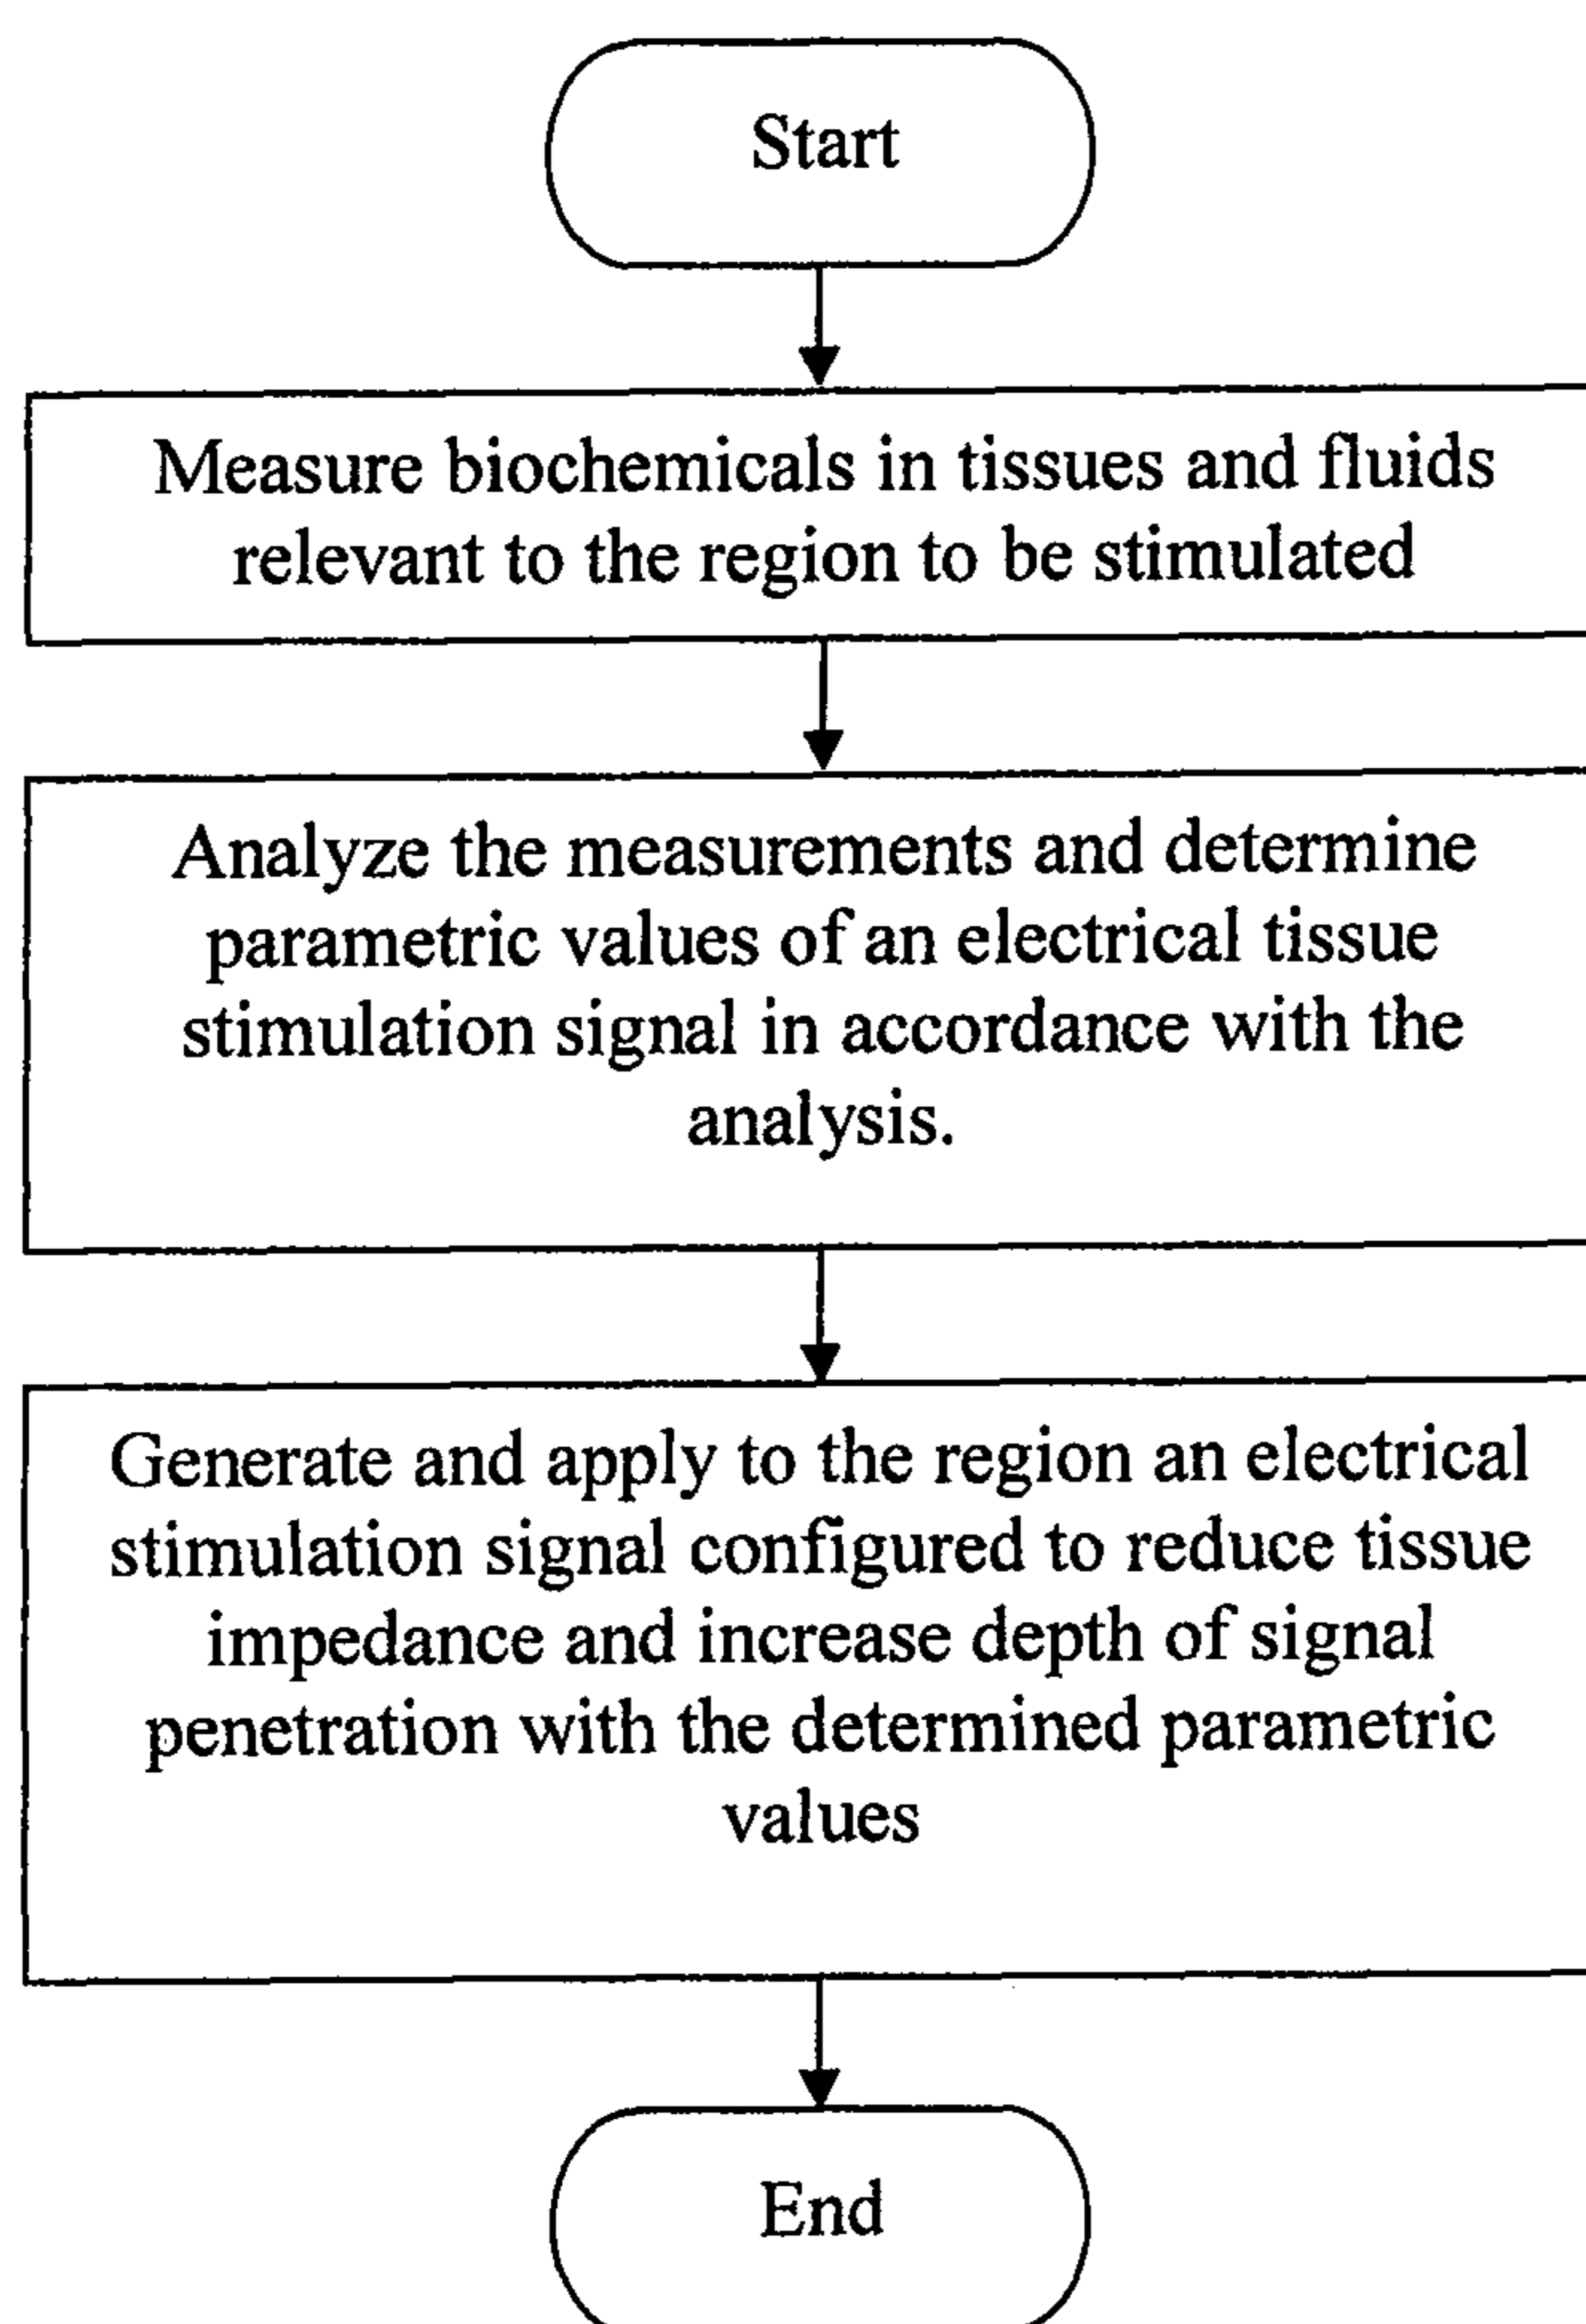 Start
Measure biochemicals in tissues and fluids
relevant to the region to be stimulated
Analyze the measurements and determine
parametric values of an electrical tissue
stimulation signal in accordance with the
analysis.
Generate and apply to the region an electrical
stimulation signal configured to reduce tissue
impedance and increase depth of signal
penetration with the determined parametric
values
End